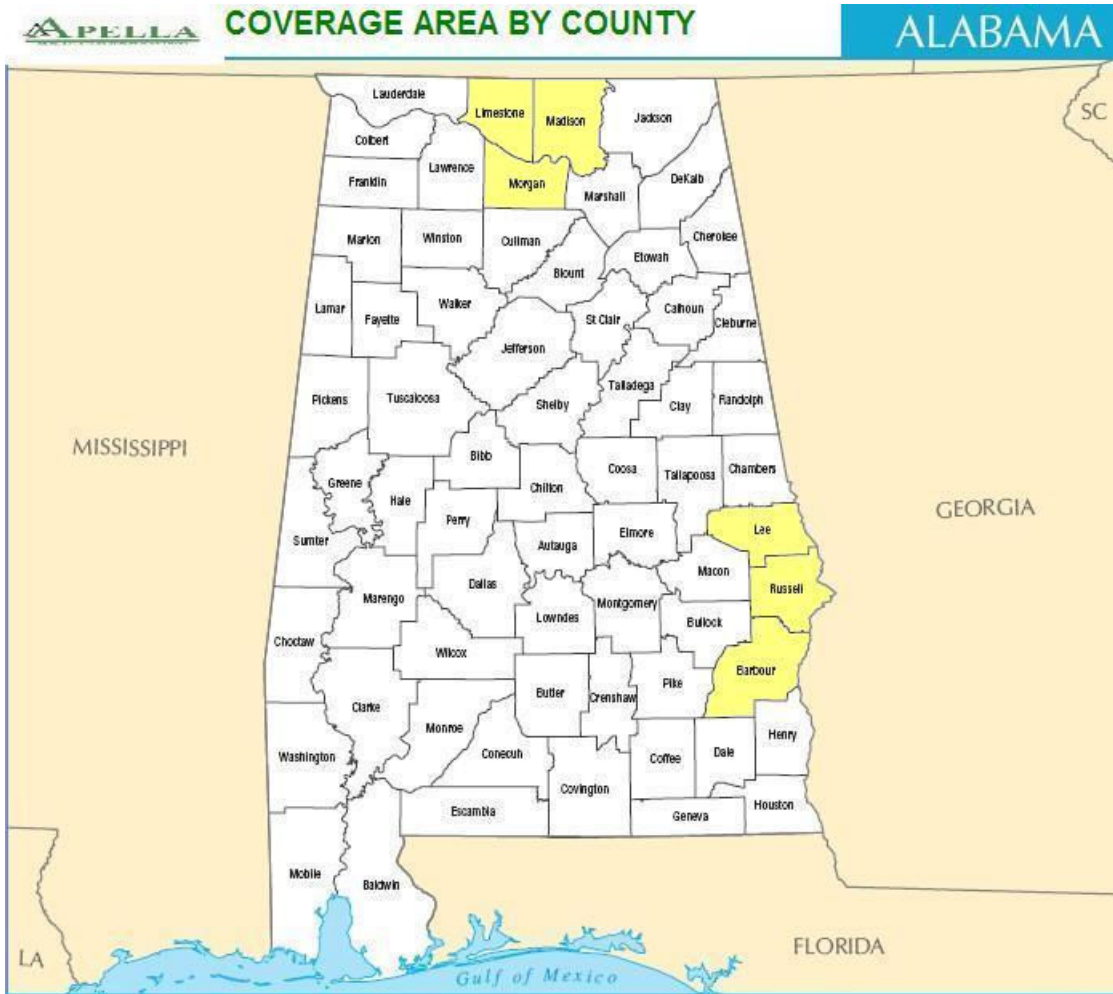 APELLA
COVERAGE AREA BY COUNTY
ALABAMA
Lauderdale
Limestone
Madison
Jackson
SC
Colbert
Lawrence
Franklin
Morgan
Marshall
DeKalb
Marion
Winston
Cullman
Cherokee
Etowah
Blount
Lamar
Fayette
Walker
St Clair
Calhoun
Cleburne
Jefferson
Pickens
Tuscaloosa
Shelby
Talladega
Clay
Randolph
MISSISSIPPI
Bibb
Coosa
Tallapoosa
Chambers
Greene
Hale
Chilton
GEORGIA
Perry
Sumter
Autauga
Elmore
Lee
Macon
Dallas
Russell
Marengo
Lowndes
Montgomery
Bullock
Choctaw
Wilcox
Barbour
Butler
Crenshaw
Pike
Clarke
Monroe
Washington
Conecuh
Coffee
Dale
Henry
Covington
Escambia
Geneva
Houston
Mobile
Baldwin
LA
FLORIDA
Gulf of Mexico